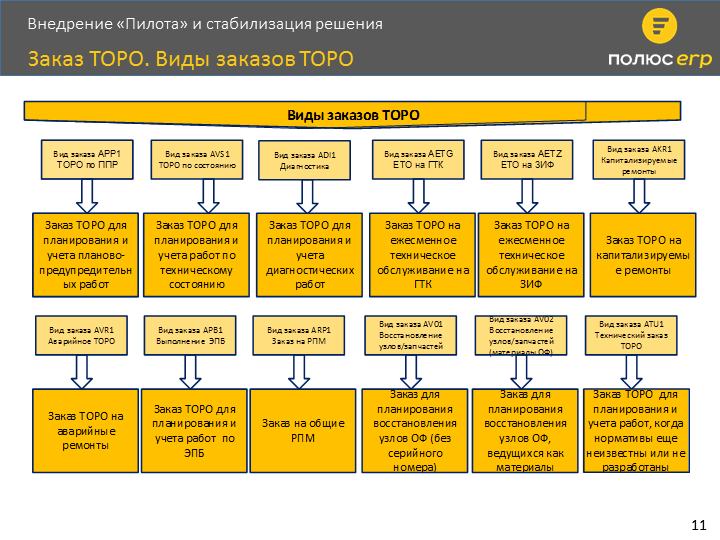 Внедрение «Пилота» и стабилизация решения
Заказ ТОРО. Виды заказов ТОРО
ПОЛЮС erp
Виды заказов ТОРО
Вид заказа APP1
ТОРО по ППР
Вид заказа AVS1
ТОРО по состоянию
Вид заказа ADI1
Диагностика
Вид заказа AETG
ЕТО на ГТК
Вид заказа AETZ
ЕТО на ЗИФ
Вид заказа AKR1
Капитализируемые
ремонты
Заказ ТОРО для
планирования и
учета планово-
предупредительн
ых работ
Заказ ТОРО для
планирования и
учета работ по
техническому
состоянию
Заказ ТОРО для
планирования и
учета
диагностических
работ
Заказ ТОРО на
ежесменное
техническое
обслуживание на
ГТК
Заказ ТОРО на
ежесменное
техническое
обслуживание на
ЗИФ
Заказ ТОРО на
капитализируемы
е ремонты
Вид заказа AVR1
Аварийное ТОРО
Вид заказа APB1
Выполнение ЭПБ
Вид заказа ARP1
Заказ на РПМ
Вид заказа AVO1
Восстановление
узлов/запчастей
Вид заказа AVO2
Восстановление
узлов/запчастей
(материалы ОФ)
Вид заказа ATU1
Технический заказ
ТОРО
Заказ ТОРО на
аварийные
ремонты
Заказ ТОРО для
планирования и
учета работ по
ЭПБ
Заказ на общие
РПМ
Заказ для
планирования
восстановления
узлов ОФ (без
серийного
номера)
Заказ для
планирования
восстановления
узлов ОФ,
ведущихся как
материалы
Заказ ТОРО для
планирования и
учета работ, когда
нормативы еще
неизвестны или не
разработаны
11